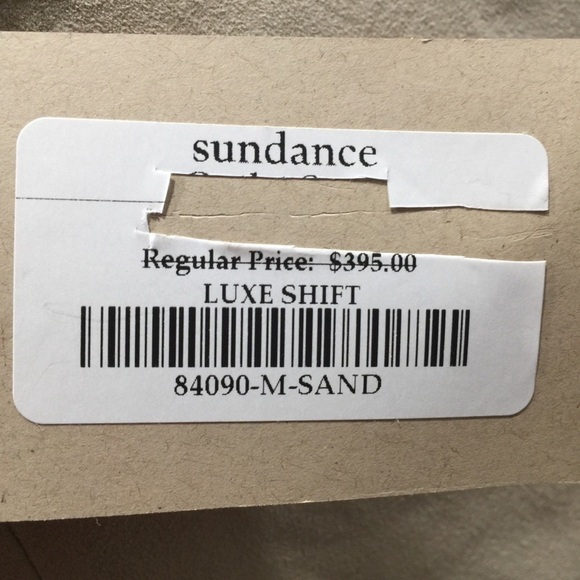 sundance
Regular Price: $395.00
LUXE SHIFT
84090-M-SAND